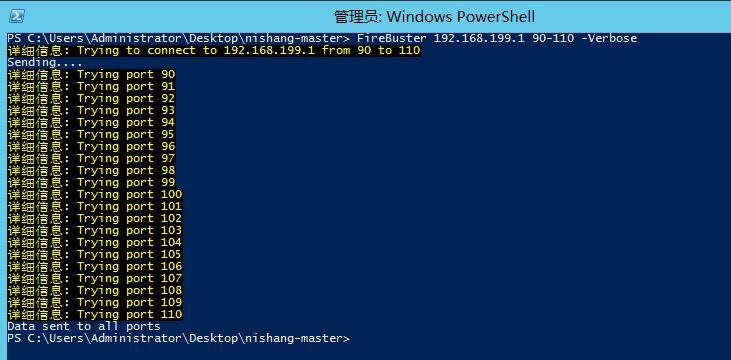 管理员: Windows PowerShell
PS C:\Users\Administrator\Desktop\nishang-master> FireBuster 192.168.199.1 90-110 -Verbose
详细信息: Trying to connect to 192.168.199.1 from 90 to 110
Sending....
详细信息: Trying port 90
详细信息: Trying port 91
详细信息: Trying port 92
详细信息: Trying port 93
详细信息: Trying port 94
详细信息: Trying port 95
详细信息: Trying port 96
详细信息: Trying port 97
详细信息: Trying port 98
详细信息: Trying port 99
详细信息: Trying port 100
详细信息: Trying port 101
详细信息: Trying port 102
详细信息: Trying port 103
详细信息: Trying port 104
详细信息: Trying port 105
详细信息: Trying port 106
详细信息: Trying port 107
详细信息: Trying port 108
详细信息: Trying port 109
详细信息: Trying port 110
Data sent to all ports
PS C:\Users\Administrator\Desktop\nishang-master>